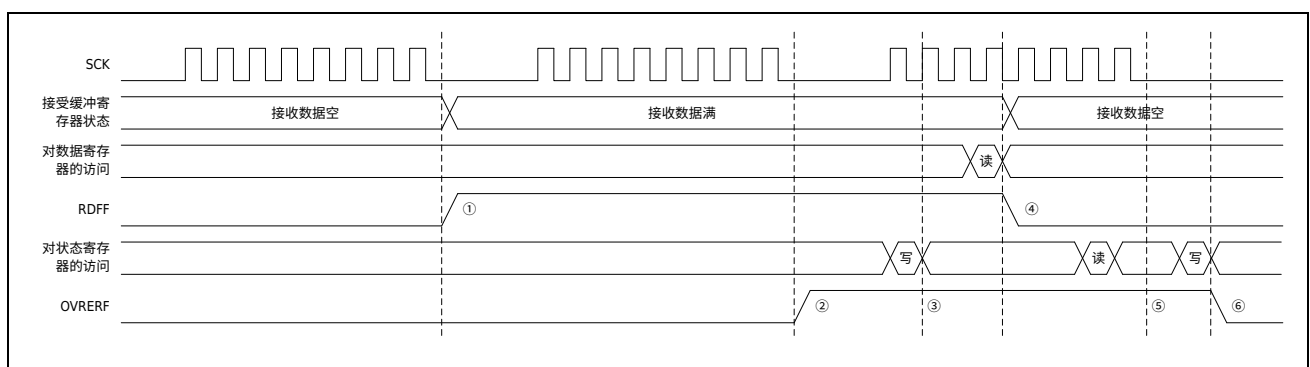 SCK
接受缓冲寄
存器状态
接收数据空
接收数据满
接收数据空
对数据寄存
器的访问
读
RDFF
①
④
对状态寄存
器的访问
写
读
写
OVRERF
②
③
⑤
⑥